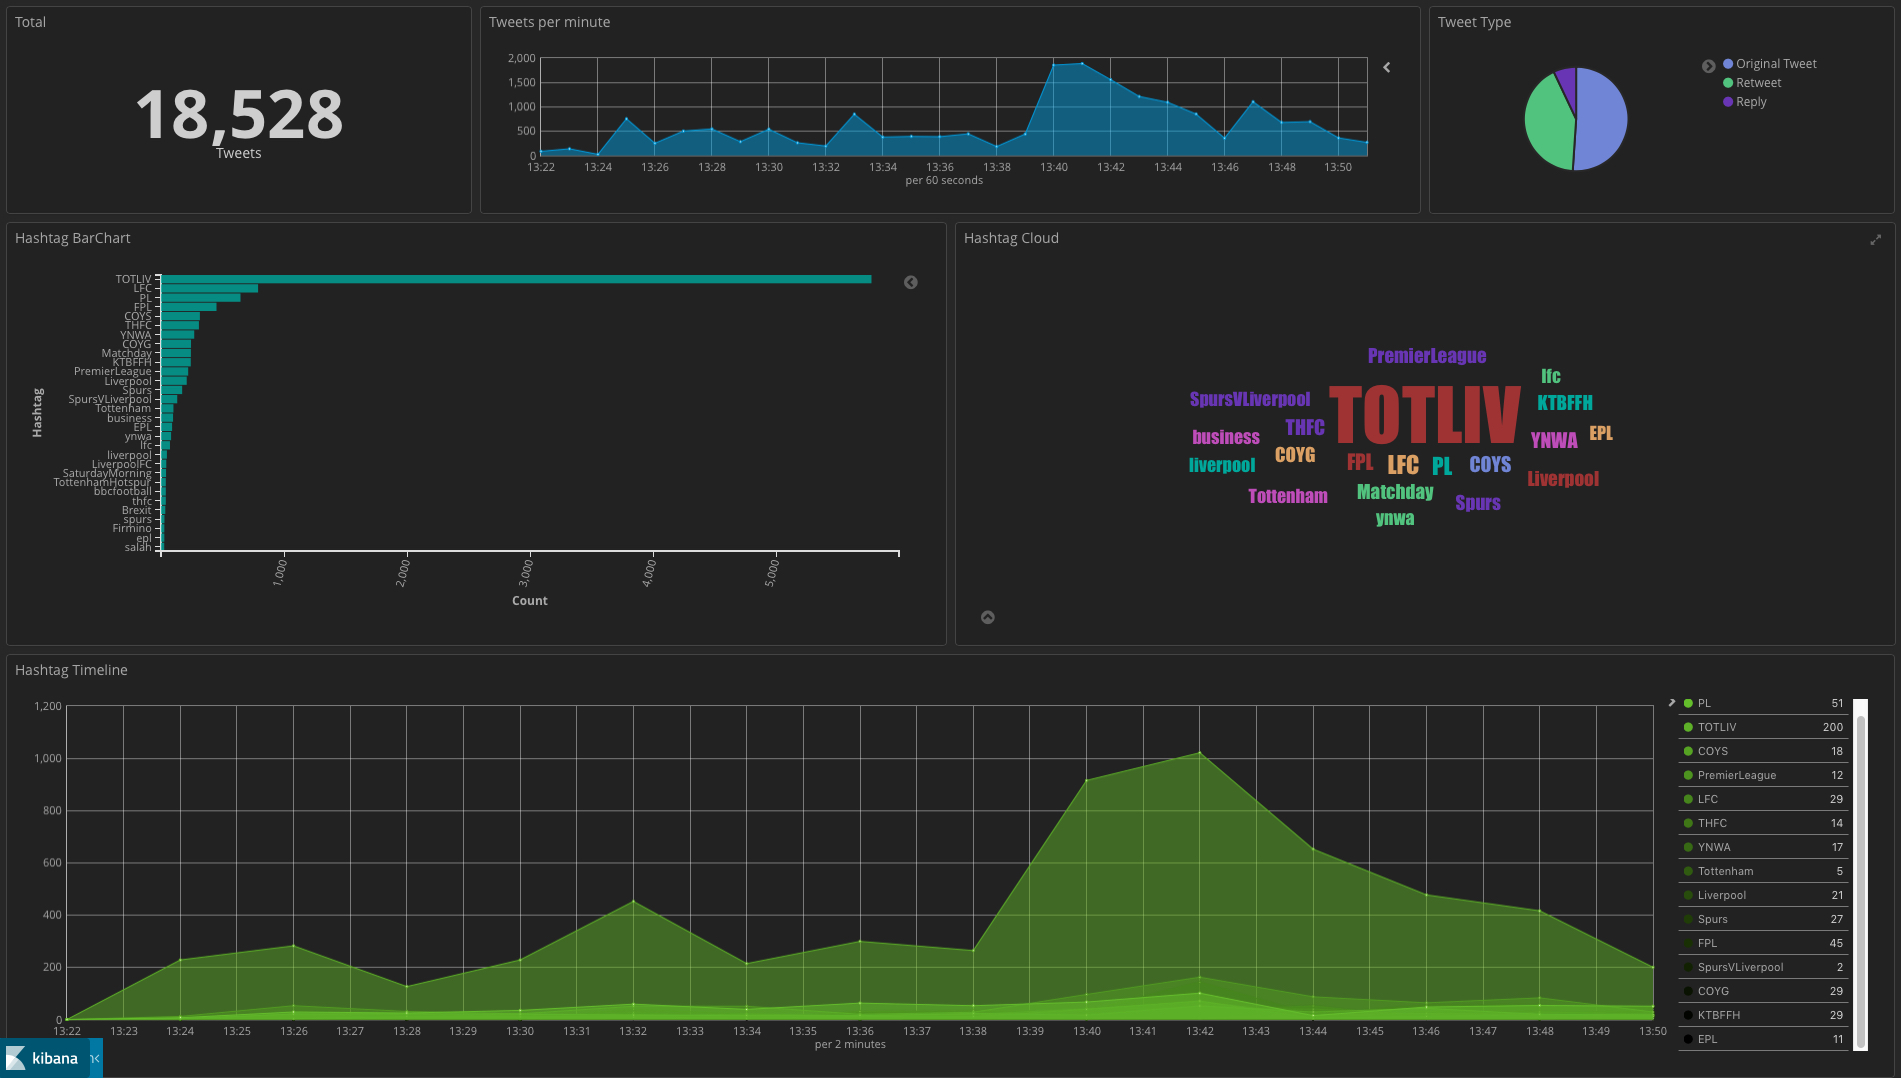 Total
18,528
Tweets
Tweets per minute
2,000
1,500
1,000
500
0
13:22 13:24 13:26 13:28 13:30 13:32 13:34 13:36 13:38 13:40 13:42 13:44 13:46 13:48 13:50
per 60 seconds
Tweet Type
Original Tweet
Retweet
Reply
Hashtag BarChart
Hashtag
TOTLIV
LFC
PL
FPL
COYS
THFC
YNWA
COYG
Matchday
KTBFFH
PremierLeague
Liverpool
Spurs
SpursVLiverpool
Tottenham
business
EPL
ynwa
lfc
liverpool
LiverpoolFC
SaturdayMorning
TottenhamHotspur
bbcfootball
thfc
Brexit
spurs
Firmino
epl
salah
1,000 2,000 3,000 4,000 5,000
Count
Hashtag Cloud
PremierLeague
lfc
SpursVLiverpool TOTLIV KTBFFH
THFC
business YNWA EPL
COYG
liverpool FPL LFC PL COYS
Liverpool
Tottenham Matchday Spurs
ynwa
Hashtag Timeline
1,200
1,000
800
600
400
200
0
13:22 13:23 13:24 13:25 13:26 13:27 13:28 13:29 13:30 13:31 13:32 13:33 13:34 13:35 13:36 13:37 13:38 13:39 13:40 13:41 13:42 13:43 13:44 13:45 13:46 13:47 13:48 13:49 13:50
per 2 minutes
PL 51
TOTLIV 200
COYS 18
PremierLeague 12
LFC 29
THFC 14
YNWA 17
Tottenham 5
Liverpool 21
Spurs 27
FPL 45
SpursVLiverpool 2
COYG 29
KTBFFH 29
EPL 11
kibana